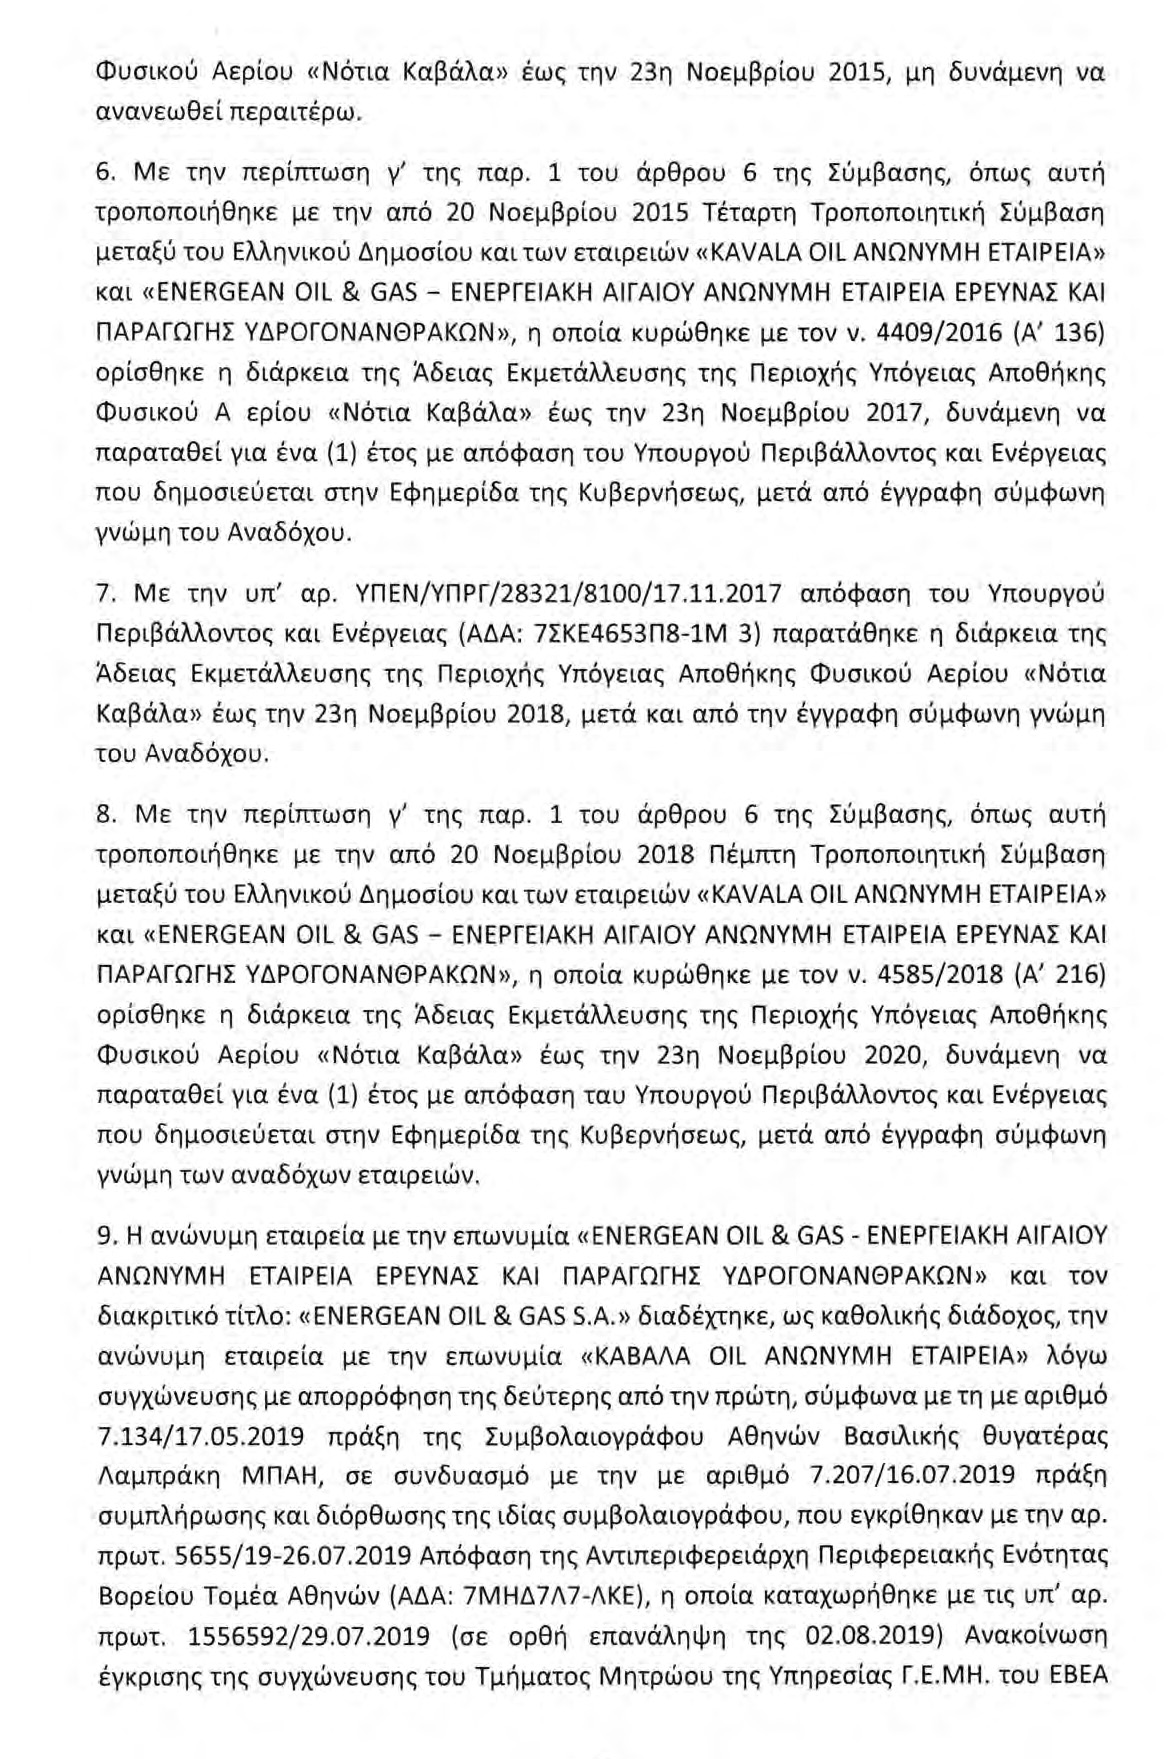 Φυσικού Αερίου «Νότια Καβάλα» έως την 23η Νοεμβρίου 2015, μη δυνάμενη να
ανανεωθεί περαιτέρω.
6. Με την περίπτωση γ’ της παρ. 1 του άρθρου 6 της Σύμβασης, όπως αυτή
τροποποιήθηκε με την από 20 Νοεμβρίου 2015 Τέταρτη Τροποποιητική Σύμβαση
μεταξύ του Ελληνικού Δημοσίου και των εταιρειών «KAVALA OIL ΑΝΩΝΥΜΗ ΕΤΑΙΡΕΙΑ»
και «ENERGEAN OIL & GAS – ΕΝΕΡΓΕΙΑΚΗ ΑΙΓΑΙΟΥ ΑΝΩΝΥΜΗ ΕΤΑΙΡΕΙΑ ΕΡΕΥΝΑΣ ΚΑΙ
ΠΑΡΑΓΩΓΗΣ ΥΔΡΟΓΟΝΑΝΘΡΑΚΩΝ», η οποία κυρώθηκε με τον ν. 4409/2016 (Α’ 136)
ορίσθηκε η διάρκεια της Άδειας Εκμετάλλευσης της Περιοχής Υπόγειας Αποθήκης
Φυσικού Α ερίου «Νότια Καβάλα» έως την 23η Νοεμβρίου 2017, δυνάμενη να
παραταθεί για ένα (1) έτος με απόφαση του Υπουργού Περιβάλλοντος και Ενέργειας
που δημοσιεύεται στην Εφημερίδα της Κυβερνήσεως, μετά από έγγραφη σύμφωνη
γνώμη του Αναδόχου.
7. Με την υπ’ αρ. ΥΠΕΝ/ΥΠΡΓ/28321/8100/17.11.2017 απόφαση του Υπουργού
Περιβάλλοντος και Ενέργειας (ΑΔΑ: 7ΣΚΕ4653Π8-1Μ 3) παρατάθηκε η διάρκεια της
Άδειας Εκμετάλλευσης της Περιοχής Υπόγειας Αποθήκης Φυσικού Αερίου «Νότια
Καβάλα» έως την 23η Νοεμβρίου 2018, μετά και από την έγγραφη σύμφωνη γνώμη
του Αναδόχου.
8. Με την περίπτωση γ’ της παρ. 1 του άρθρου 6 της Σύμβασης, όπως αυτή
τροποποιήθηκε με την από 20 Νοεμβρίου 2018 Πέμπτη Τροποποιητική Σύμβαση
μεταξύ του Ελληνικού Δημοσίου και των εταιρειών «KAVALA OIL ΑΝΩΝΥΜΗ ΕΤΑΙΡΕΙΑ»
και «ENERGEAN OIL & GAS – ΕΝΕΡΓΕΙΑΚΗ ΑΙΓΑΙΟΥ ΑΝΩΝΥΜΗ ΕΤΑΙΡΕΙΑ ΕΡΕΥΝΑΣ ΚΑΙ
ΠΑΡΑΓΩΓΗΣ ΥΔΡΟΓΟΝΑΝΘΡΑΚΩΝ», η οποία κυρώθηκε με τον ν. 4585/2018 (Α’ 216)
ορίσθηκε η διάρκεια της Άδειας Εκμετάλλευσης της Περιοχής Υπόγειας Αποθήκης
Φυσικού Αερίου «Νότια Καβάλα» έως την 23η Νοεμβρίου 2020, δυνάμενη να
παραταθεί για ένα (1) έτος με απόφαση ταυ Υπουργού Περιβάλλοντος και Ενέργειας
που δημοσιεύεται στην Εφημερίδα της Κυβερνήσεως, μετά από έγγραφη σύμφωνη
γνώμη των αναδόχων εταιρειών.
9. Η ανώνυμη εταιρεία με την επωνυμία «ENERGEAN OIL & GAS - ΕΝΕΡΓΕΙΑΚΗ ΑΙΓΑΙΟΥ
ΑΝΩΝΥΜΗ ΕΤΑΙΡΕΙΑ ΕΡΕΥΝΑΣ ΚΑΙ ΠΑΡΑΓΩΓΗΣ ΥΔΡΟΓΟΝΑΝΘΡΑΚΩΝ» και τον
διακριτικό τίτλο: «ENERGEAN OIL & GAS S.A.» διαδέχτηκε, ως καθολικής διάδοχος, την
ανώνυμη εταιρεία με την επωνυμία «ΚΑΒΑΛΑ OIL ΑΝΩΝΥΜΗ ΕΤΑΙΡΕΙΑ» λόγω
συγχώνευσης με απορρόφηση της δεύτερης από την πρώτη, σύμφωνα με τη με αριθμό
7.134/17.05.2019 πράξη της Συμβολαιογράφου Αθηνών Βασιλικής θυγατέρας
Λαμπράκη ΜΠΑΗ, σε συνδυασμό με την με αριθμό 7.207/16.07.2019 πράξη
συμπλήρωσης και διόρθωσης της ιδίας συμβολαιογράφου, που εγκρίθηκαν με την αρ.
πρωτ. 5655/19-26.07.2019 Απόφαση της Αντιπεριφερειάρχη Περιφερειακής Ενότητας
Βορείου Τομέα Αθηνών (ΑΔΑ: 7ΜΗΔ7Λ7-ΛΚΕ), η οποία καταχωρήθηκε με τις υπ’ αρ.
πρωτ. 1556592/29.07.2019 (σε ορθή επανάληψη της 02.08.2019) Ανακοίνωση
έγκρισης της συγχώνευσης του Τμήματος Μητρώου της Υπηρεσίας Γ.Ε.ΜΗ. του ΕΒΕΑ